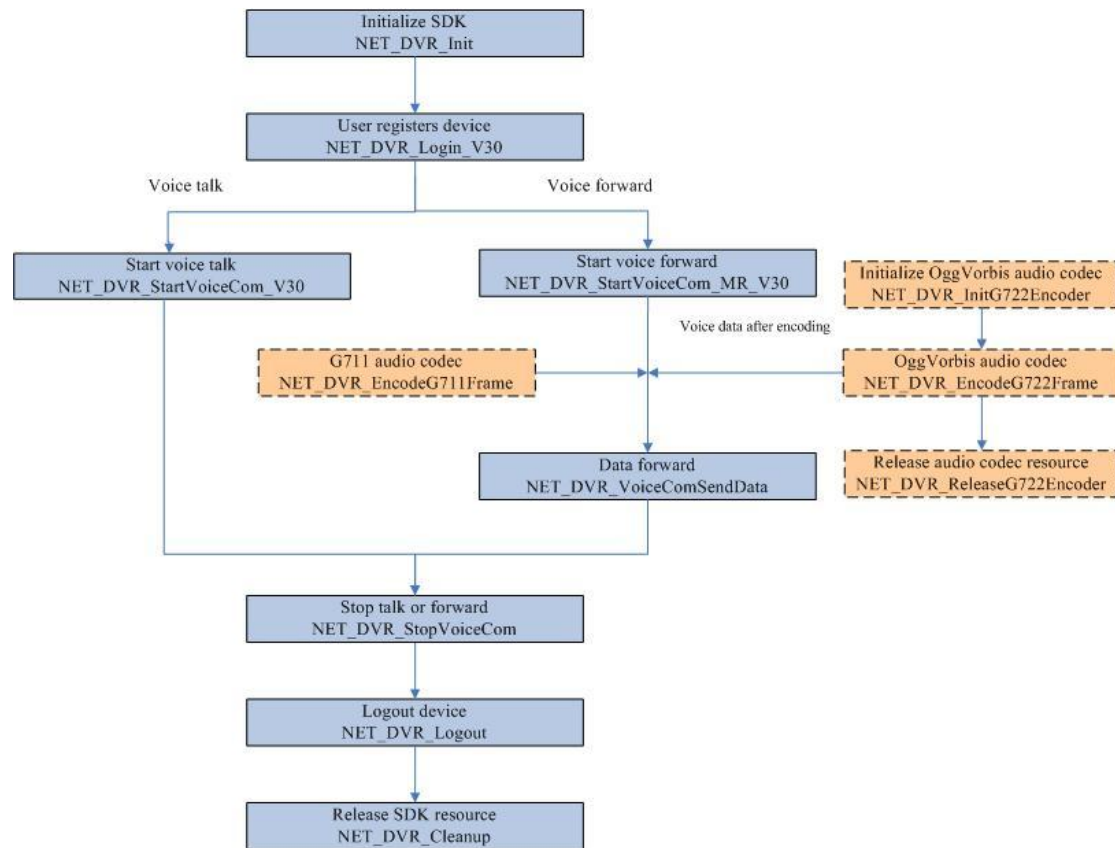 Initialize SDK
NET_DVR_Init
User registers device
NET_DVR_Login_V30
Voice talk
Voice forward
Start voice talk
NET_DVR_StartVoiceCom_V30
Start voice forward
NET_DVR_StartVoiceCom_MR_V30
Initialize OggVorbis audio codec
NET_DVR_InitG722Encoder
Voice data after encoding
G711 audio codec
NET_DVR_EncodeG711Frame
OggVorbis audio codec
NET_DVR_EncodeG722Frame
Data forward
NET_DVR_VoiceComSendData
Release audio codec resource
NET_DVR_ReleaseG722Encoder
Stop talk or forward
NET_DVR_StopVoiceCom
Logout device
NET_DVR_Logout
Release SDK resource
NET_DVR_Cleanup